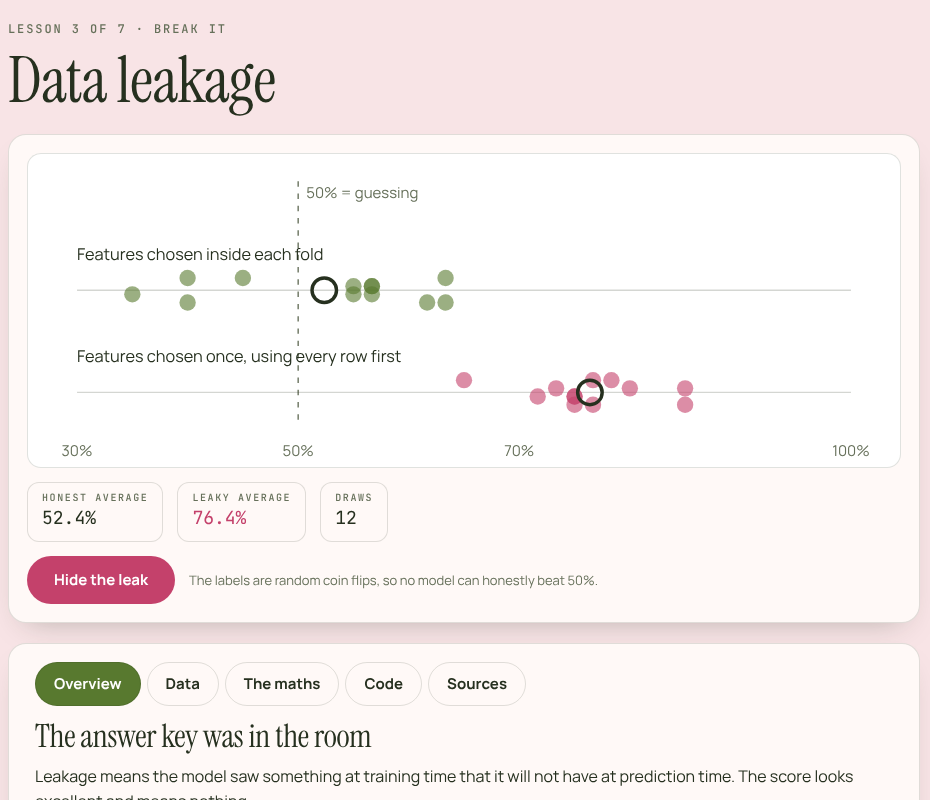 LESSON 3 OF 7 · BREAK IT
Data leakage
50% = guessing
Features chosen inside each fold
Features chosen once, using every row first
30% 50% 70% 100%
HONEST AVERAGE LEAKY AVERAGE DRAWS
52.4% 76.4% 12
Hide the leak The labels are random coin flips, so no model can honestly beat 50%.
Overview Data The maths Code Sources
The answer key was in the room
Leakage means the model saw something at training time that it will not have at prediction time. The score looks
excellent and means nothing.